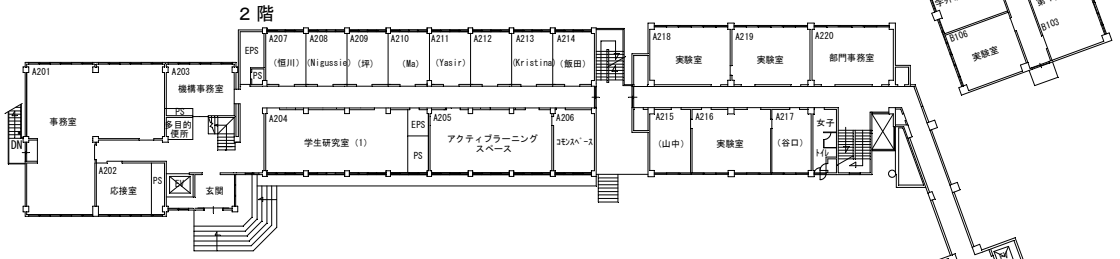 2階
EPS
PS
A207
(恒川)
A208
(Nigussie)
A209
(坪)
A210
(Ma)
A211
(Yasir)
A212
A213
(Kristina)
A214
(飯田)
A218
実験室
A219
実験室
A220
部門事務室
B106
実験室
B103
A201
事務室
DN
A203
機構事務室
PS
多目的
便所
A202
応接室
PS
EV
玄関
A204
学生研究室 (1)
EPS
PS
A205
アクティブラーニング
スペース
A206
コモンスペース
A215
(山中)
A216
実験室
A217
(谷口)
女子
トイレ